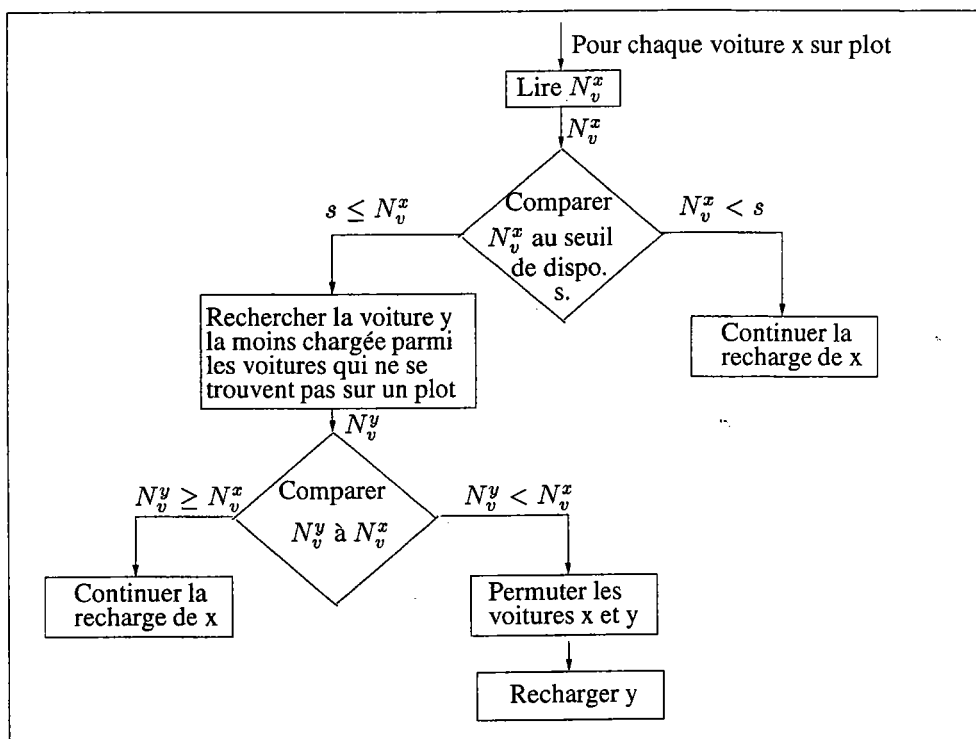 Pour chaque voiture x sur plot
Lire $N_v^x$
$N_v^x$
Comparer
$N_v^x$ au seuil
de dispo.
s.
$s \leq N_v^x$
$N_v^x < s$
Rechercher la voiture y
la moins chargée parmi
les voitures qui ne se
trouvent pas sur un plot
Continuer la
recharge de x
$N_v^y$
Comparer
$N_v^y$ à $N_v^x$
$N_v^y \geq N_v^x$
$N_v^y < N_v^x$
Continuer la
recharge de x
Permuter les
voitures x et y
Recharger y